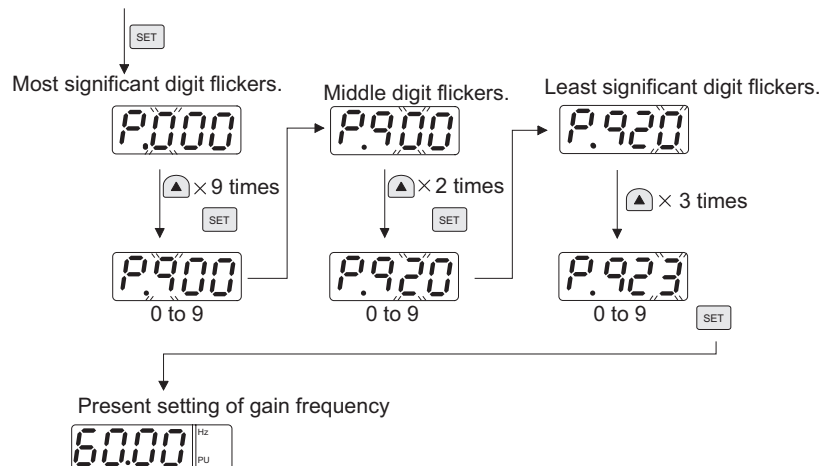 SET
Most significant digit flickers.
Middle digit flickers.
Least significant digit flickers.
P.000
P.900
P.920
▲ × 9 times
▲ × 2 times
▲ × 3 times
SET
SET
P.900
P.920
P.923
0 to 9
0 to 9
0 to 9
SET
Present setting of gain frequency
60.00 Hz
PU